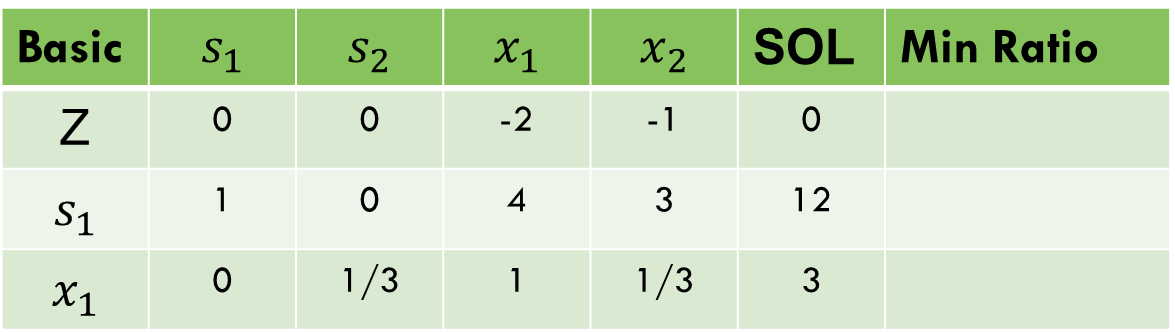 Basic s₁ s₂ x₁ x₂ SOL Min Ratio
Z 0 0 -2 -1 0
s₁ 1 0 4 3 12
x₁ 0 1/3 1 1/3 3